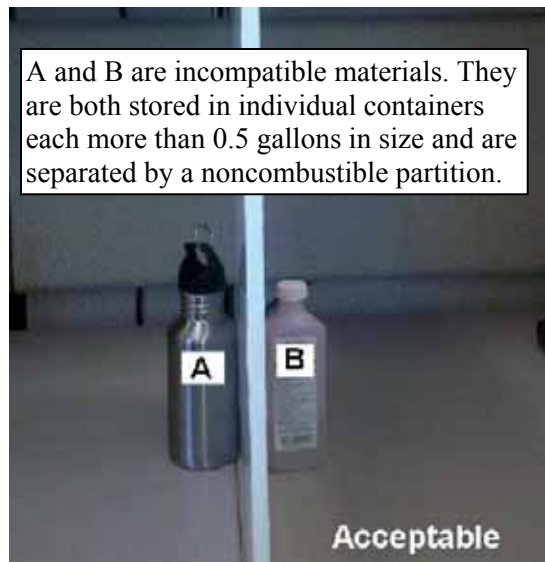 A and B are incompatible materials. They
are both stored in individual containers
each more than 0.5 gallons in size and are
separated by a noncombustible partition.
A
B
Acceptable